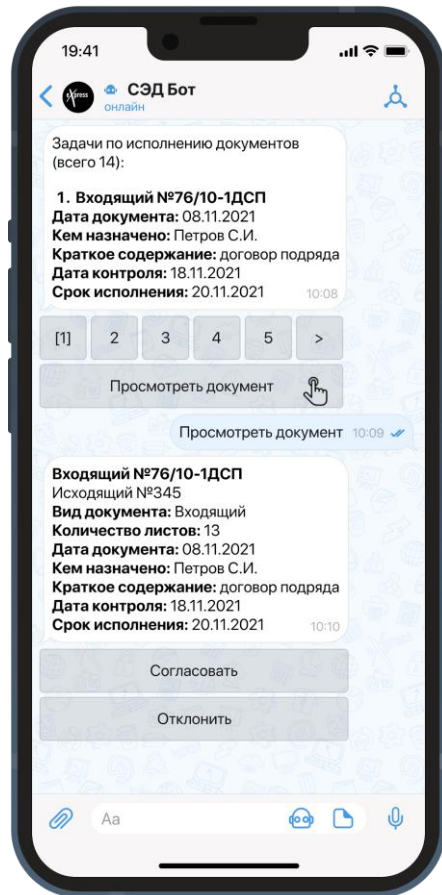 19:41
eXpress
СЭД Бот
онлайн
Задачи по исполнению документов
(всего 14):
1. Входящий №76/10-1ДСП
Дата документа: 08.11.2021
Кем назначено: Петров С.И.
Краткое содержание: договор подряда
Дата контроля: 18.11.2021
Срок исполнения: 20.11.2021 10:08
[1] 2 3 4 5 >
Просмотреть документ
Просмотреть документ 10:09
Входящий №76/10-1ДСП
Исходящий №345
Вид документа: Входящий
Количество листов: 13
Дата документа: 08.11.2021
Кем назначено: Петров С.И.
Краткое содержание: договор подряда
Дата контроля: 18.11.2021
Срок исполнения: 20.11.2021 10:10
Согласовать
Отклонить
Aa